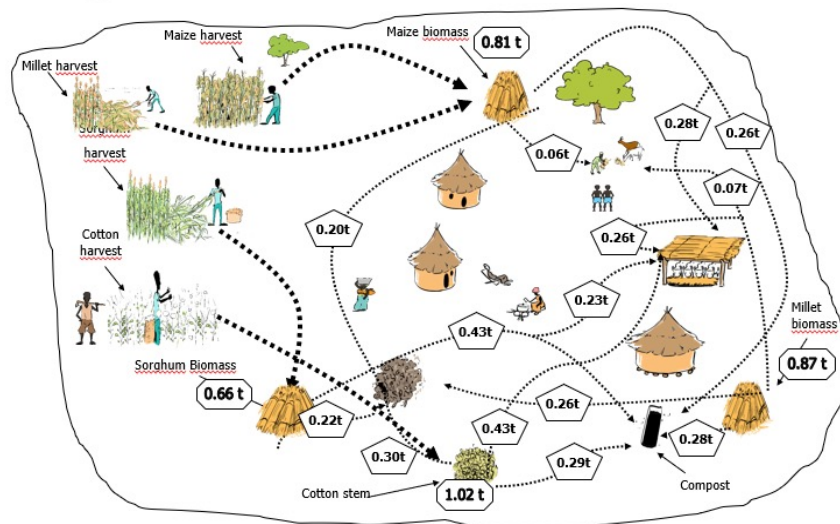 Maize harvest
Maize biomass
0.81 t
Millet harvest
Sorghum
harvest
0.28t
0.26t
0.06t
0.07t
0.20t
Cotton
harvest
0.26t
0.23t
0.43t
Millet
biomass
0.87 t
Sorghum Biomass
0.66 t
0.22t
0.26t
0.43t
0.28t
0.30t
0.29t
Cotton stem
1.02 t
Compost